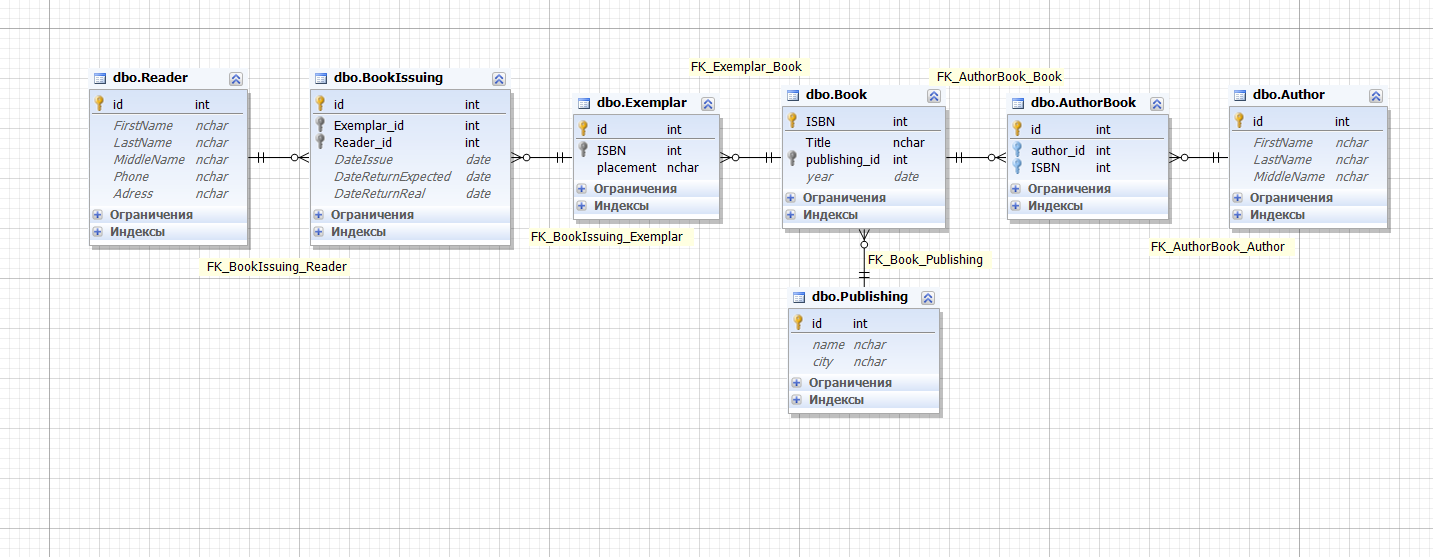 dbo.Reader
id int
FirstName nchar
LastName nchar
MiddleName nchar
Phone nchar
Adress nchar
Ограничения
Индексы
FK_BookIssuing_Reader
dbo.BookIssuing
id int
Exemplar_id int
Reader_id int
DateIssue date
DateReturnExpected date
DateReturnReal date
Ограничения
Индексы
FK_BookIssuing_Exemplar
dbo.Exemplar
id int
ISBN int
placement nchar
Ограничения
Индексы
FK_Exemplar_Book
dbo.Book
ISBN int
Title nchar
publishing_id int
year date
Ограничения
Индексы
FK_Book_Publishing
dbo.Publishing
id int
name nchar
city nchar
Ограничения
Индексы
FK_AuthorBook_Book
dbo.AuthorBook
id int
author_id int
ISBN int
Ограничения
Индексы
FK_AuthorBook_Author
dbo.Author
id int
FirstName nchar
LastName nchar
MiddleName nchar
Ограничения
Индексы